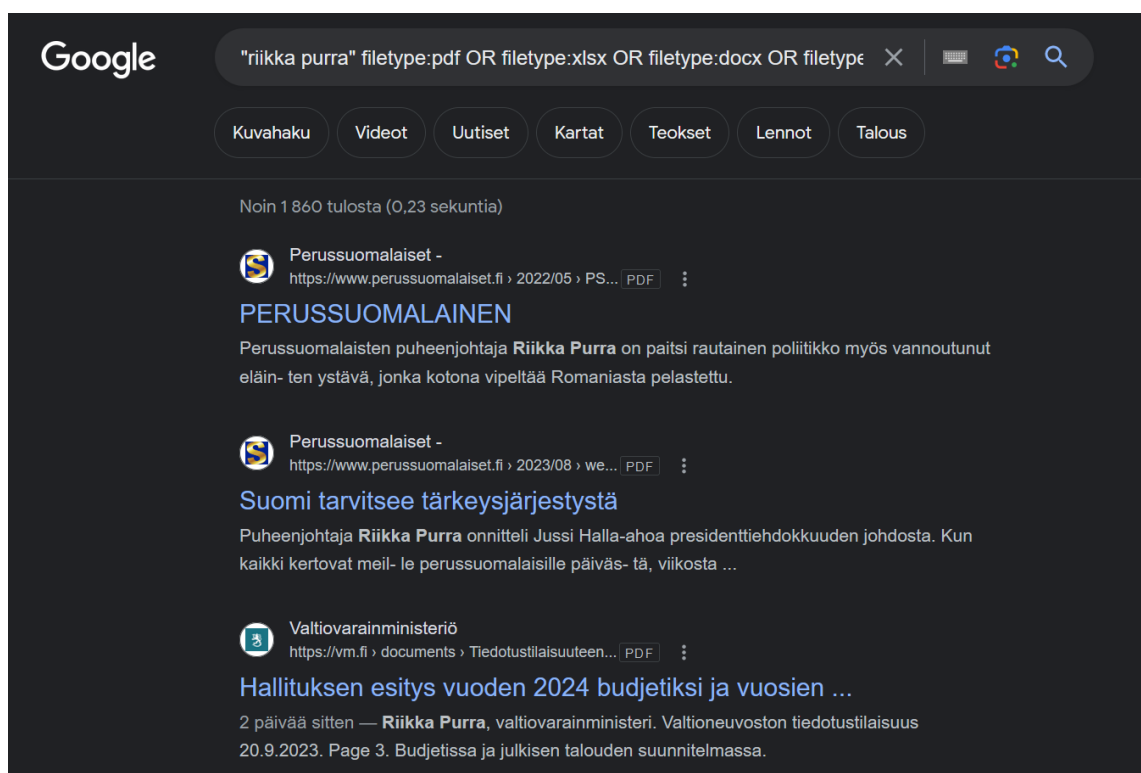 Google
"riikka purra" filetype:pdf OR filetype:xlsx OR filetype:docx OR filetype
Kuvahaku
Videot
Uutiset
Kartat
Teokset
Lennot
Talous
Noin 1 860 tulosta (0,23 sekuntia)
Perussuomalaiset -
https://www.perussuomalaiset.fi › 2022/05 › PS... PDF
PERUSSUOMALAINEN
Perussuomalaisten puheenjohtaja Riikka Purra on paitsi rautainen poliitikko myös vannoutunut
eläin- ten ystävä, jonka kotona vipeltää Romaniasta pelastettu.
Perussuomalaiset -
https://www.perussuomalaiset.fi › 2023/08 › we... PDF
Suomi tarvitsee tärkeysjärjestystä
Puheenjohtaja Riikka Purra onnitteli Jussi Halla-ahoa presidenttiehdokkuuden johdosta. Kun
kaikki kertovat meil- le perussuomalaisille päiväs- tä, viikosta ...
Valtiovarainministeriö
https://vm.fi › documents › Tiedotustilaisuuteen... PDF
Hallituksen esitys vuoden 2024 budjetiksi ja vuosien ...
2 päivää sitten — Riikka Purra, valtiovarainministeri. Valtioneuvoston tiedotustilaisuus
20.9.2023. Page 3. Budjetissa ja julkisen talouden suunnitelmassa.